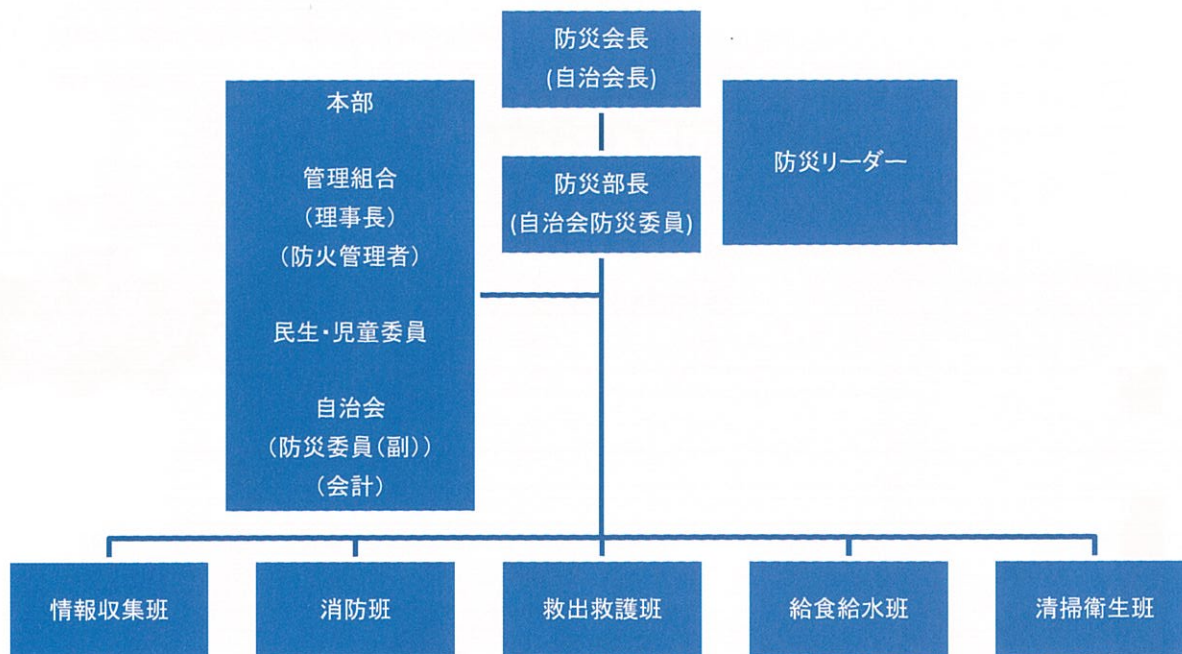 防災会長
(自治会長)
本部
管理組合
(理事長)
(防火管理者)
民生・児童委員
自治会
(防災委員(副))
(会計)
防災部長
(自治会防災委員)
防災リーダー
情報収集班
消防班
救出救護班
給食給水班
清掃衛生班